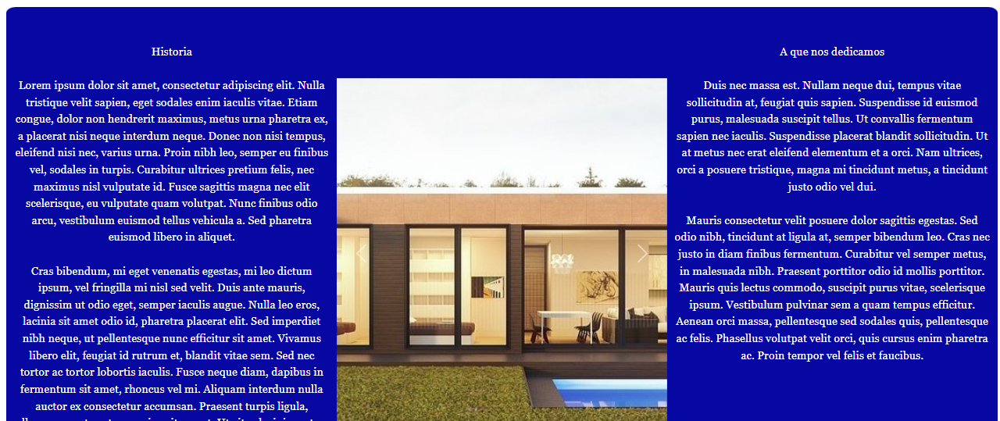 Historia
Lorem ipsum dolor sit amet, consectetur adipiscing elit. Nulla
tristique velit sapien, eget sodales enim iaculis vitae. Etiam
congue, dolor non hendrerit maximus, metus urna pharetra ex,
a placerat nisi neque interdum neque. Donec non nisi tempus,
eleifend nisi nec, varius urna. Proin nibh leo, semper eu finibus
vel, sodales in turpis. Curabitur ultrices pretium felis, nec
maximus nisl vulputate id. Fusce sagittis magna nec elit
scelerisque, eu vulputate quam volutpat. Nunc finibus odio
arcu, vestibulum euismod tellus vehicula a. Sed pharetra
euismod libero in aliquet.
Cras bibendum, mi eget venenatis egestas, mi leo dictum
ipsum, vel fringilla mi nisl sed velit. Duis ante mauris,
dignissim ut odio eget, semper iaculis augue. Nulla leo eros,
lacinia sit amet odio id, pharetra placerat elit. Sed imperdiet
nibh neque, ut pellentesque nunc efficitur sit amet. Vivamus
libero elit, feugiat id rutrum et, blandit vitae sem. Sed nec
tortor ac tortor lobortis iaculis. Fusce neque diam, dapibus in
fermentum sit amet, rhoncus vel mi. Aliquam interdum nulla
auctor ex consectetur accumsan. Praesent turpis ligula,
A que nos dedicamos
Duis nec massa est. Nullam neque dui, tempus vitae
sollicitudin at, feugiat quis sapien. Suspendisse id euismod
purus, malesuada suscipit tellus. Ut convallis fermentum
sapien nec iaculis. Suspendisse placerat blandit sollicitudin. Ut
at metus nec erat eleifend elementum et a orci. Nam ultrices,
orci a posuere tristique, magna mi tincidunt metus, a tincidunt
justo odio vel dui.
Mauris consectetur velit posuere dolor sagittis egestas. Sed
odio nibh, tincidunt at ligula at, semper bibendum leo. Cras nec
justo in diam finibus fermentum. Curabitur vel semper metus,
in malesuada nibh. Praesent porttitor odio id mollis porttitor.
Mauris quis lectus commodo, suscipit purus vitae, scelerisque
ipsum. Vestibulum pulvinar sem a quam tempus efficitur.
Aenean orci massa, pellentesque sed sodales quis, pellentesque
ac felis. Phasellus volutpat velit orci, quis cursus enim pharetra
ac. Proin tempor vel felis et faucibus.